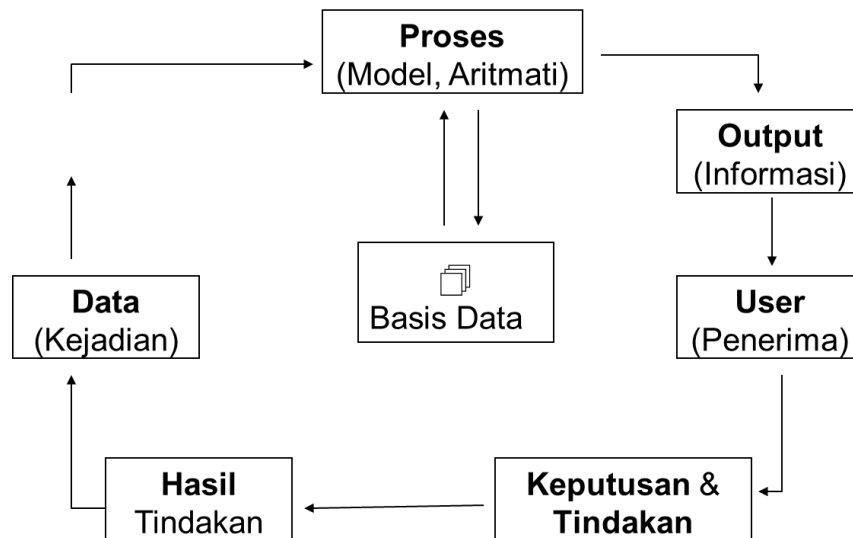 Proses
(Model, Aritmati)
Output
(Informasi)
Basis Data
Data
(Kejadian)
User
(Penerima)
Hasil
Tindakan
Keputusan &
Tindakan